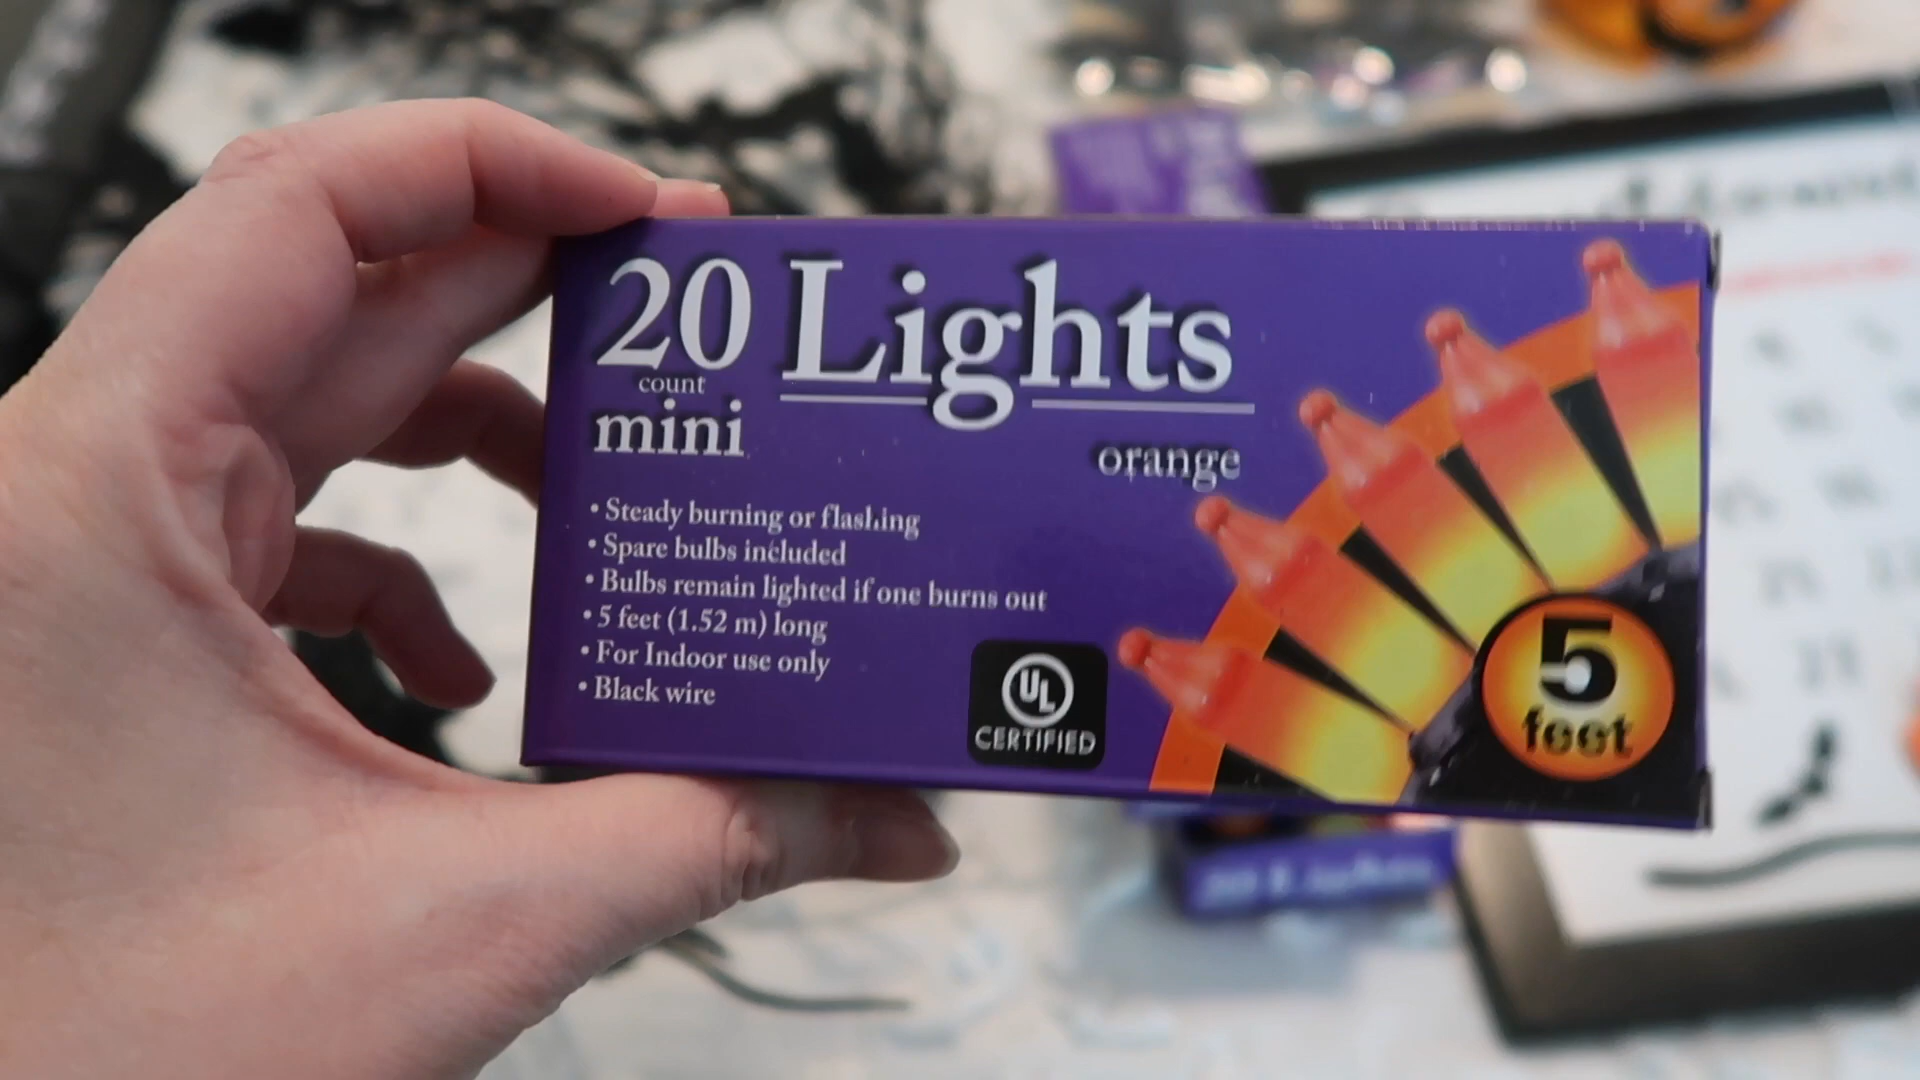 20 Lights
count
mini
orange
• Steady burning or flashing
• Spare bulbs included
• Bulbs remain lighted if one burns out
• 5 feet (1.52 m) long
• For Indoor use only
• Black wire
UL
CERTIFIED
5
feet